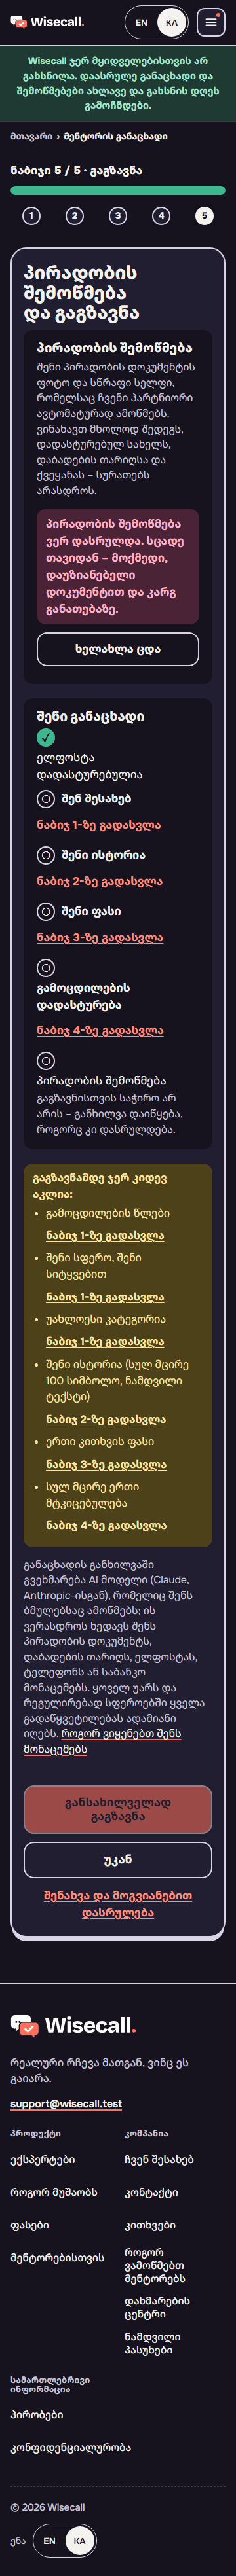 Wisecall.
EN KA
Wisecall ჯერ მყიდველებისთვის არ
გახსნილა. დაასრულე განაცხადი და
შემოგვიმებები ახლავე და გახსნის დღეს
გამოჩნდები.
მთავარი › მენტორის განაცხადი
ნაბიჯი 5 / 5 · გაგზავნა
1 2 3 4 5
პირადობის
შემოწმება
და გაგზავნა
პირადობის შემოწმება
შენი პირადობის დოკუმენტის
ფოტო და სწრაფი სელფი,
რომელსაც ჩვენი პარტნიორი
ავტომატურად ამოწმებს.
ვინახავთ მხოლოდ შედეგს,
დადასტურებულ სახელს,
დაბადების თარიღსა და
ქვეყანას – სურათებს
არასდროს.
პირადობის შემოწმება
ვერ დასრულდა. სცადე
თავიდან – მოქმედი,
დაუზიანებელი
დოკუმენტით და კარგ
განათებაზე.
ხელახლა ცდა
შენი განაცხადი
ელფოსტა
დადასტურებულია
შენ შესახებ
ნაბიჯ 1-ზე გადასვლა
შენი ისტორია
ნაბიჯ 2-ზე გადასვლა
შენი ფასი
ნაბიჯ 3-ზე გადასვლა
გამოცდილების
დადასტურება
ნაბიჯ 4-ზე გადასვლა
პირადობის შემოწმება
გაგზავნისთვის საჭირო არ
არის – განხილვა დაიწყება,
როგორც კი დასრულდება.
გაგზავნამდე ჯერ კიდევ
აკლია:
გამოცდილების წლები
ნაბიჯ 1-ზე გადასვლა
შენი სფერო, შენი
სიტყვებით
ნაბიჯ 1-ზე გადასვლა
უახლოესი კატეგორია
ნაბიჯ 1-ზე გადასვლა
შენი ისტორია (სულ მცირე
100 სიმბოლო, ნამდვილი
ტექსტი)
ნაბიჯ 2-ზე გადასვლა
ერთი კითხვის ფასი
ნაბიჯ 3-ზე გადასვლა
სულ მცირე ერთი
მტკიცებულება
ნაბიჯ 4-ზე გადასვლა
განაცხადის განხილვაში
გვეხმარება AI მოდელი (Claude,
Anthropic-ისგან), რომელიც შენს
ბმულებსაც ამოწმებს; ის
ვერასდროს ხედავს შენს
პირადობის დოკუმენტს,
დაბადების თარიღს, ელფოსტას,
ტელეფონს ან საბანკო
მონაცემებს. ყოველ უარს და
რეგულირებად სფეროებში ყველა
გადაწყვეტილებას ადამიანი
იღებს. როგორ ვიყენებთ შენს
მონაცემებს
განსახილველად
გაგზავნა
უკან
შენახვა და მოგვიანებით
დასრულება
Wisecall.
რეალური რჩევა მათგან, ვინც ეს
გაიარა.
support@wisecall.test
პროდუქტი კომპანია
ექსპერტები ჩვენ შესახებ
როგორ მუშაობს კონტაქტი
ფასები კითხვები
მენტორებისთვის როგორ
ვამოწმებთ
მენტორებს
დახმარების
ცენტრი
ნამდვილი
პასუხები
სამართლებრივი
ინფორმაცია
პირობები
კონფიდენციალურობა
© 2026 Wisecall
ენა EN KA